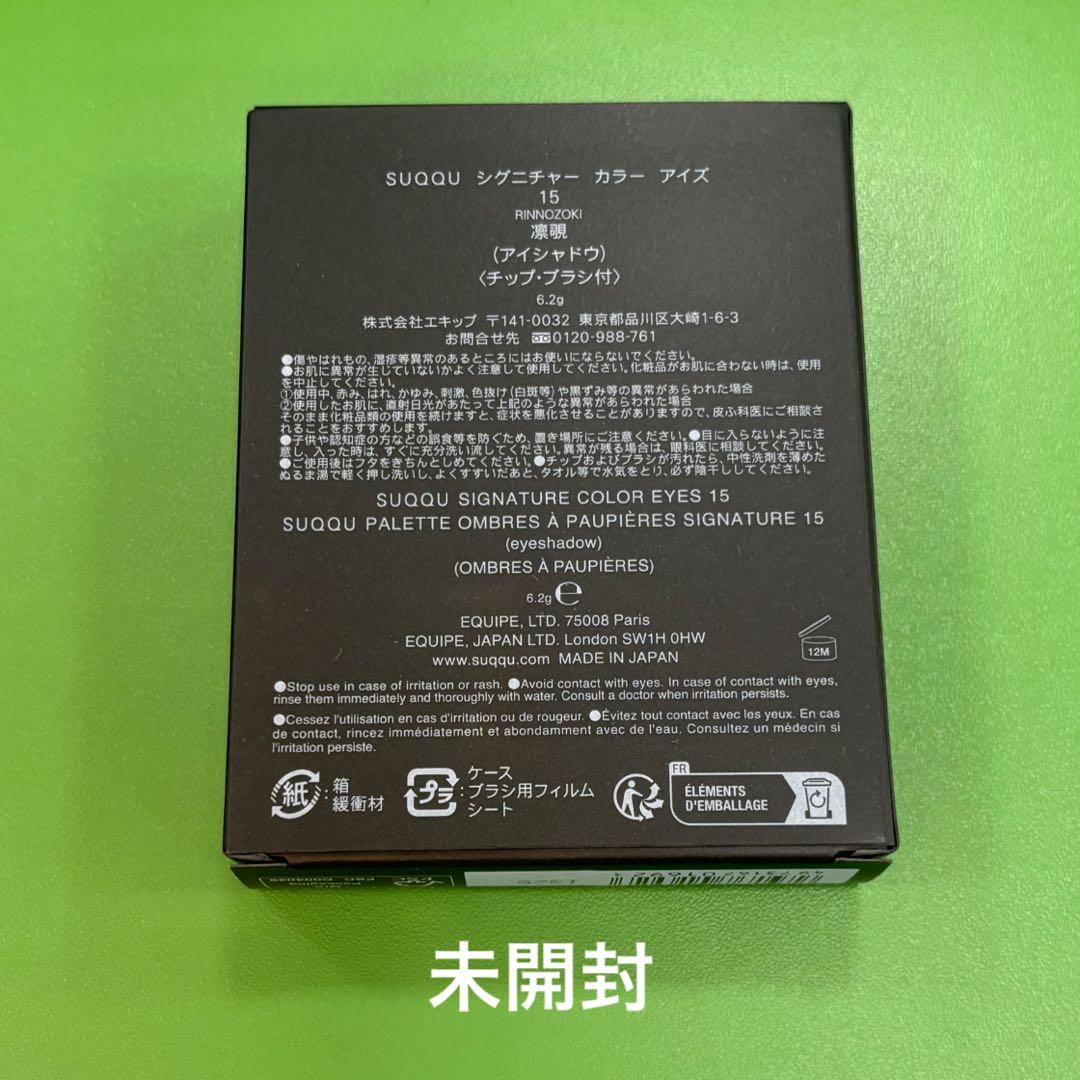 SUQQU シグニチャー カラー アイズ
15
RINNOZOKI
凛覗
(アイシャドウ)
〈チップ・ブラシ付〉
6.2g
株式会社エキップ 〒141-0032 東京都品川区大崎1-6-3
お問合せ先 0120-988-761
●傷やはれもの、湿疹等異常のあるところにはお使いにならないでください。
●お肌に異常が生じていないかよく注意して使用してください。化粧品がお肌に合わない時は、使用
を中止してください。
①使用中、赤み、はれ、かゆみ、刺激、色抜け(白斑等)や黒ずみ等の異常があらわれた場合
②使用したお肌に、直射日光があたって上記のような異常があらわれた場合
そのまま化粧品類の使用を続けますと、症状を悪化させることがありますので、皮ふ科医にご相談さ
れることをおすすめします。
●子供や認知症の方などの誤食等を防ぐため、置き場所にご注意ください。●目に入らないように注
意し、入った時は、すぐに充分洗い流してください。異常が残る場合は、眼科医に相談してください。
●ご使用後はフタをきちんとしめてください。●チップおよびブラシが汚れたら、中性洗剤を薄めた
ぬるま湯で軽く押し洗いし、よくすすいだあと、タオル等で水気をとり、必ず陰干ししてください。
SUQQU SIGNATURE COLOR EYES 15
SUQQU PALETTE OMBRES À PAUPIÈRES SIGNATURE 15
(eyeshadow)
(OMBRES À PAUPIÈRES)
6.2g ℮
EQUIPE, LTD. 75008 Paris
EQUIPE, JAPAN LTD. London SW1H 0HW
www.suqqu.com MADE IN JAPAN
12M
●Stop use in case of irritation or rash. ●Avoid contact with eyes. In case of contact with eyes,
rinse them immediately and thoroughly with water. Consult a doctor when irritation persists.
●Cessez l'utilisation en cas d'irritation ou de rougeur. ●Évitez tout contact avec les yeux. En cas
de contact, rincez immédiatement et abondamment avec de l'eau. Consultez un médecin si
l'irritation persiste.
紙:箱
緩衝材
プラ:ケース
ブラシ用フィルム
シート
FR
ÉLÉMENTS
D'EMBALLAGE
未開封